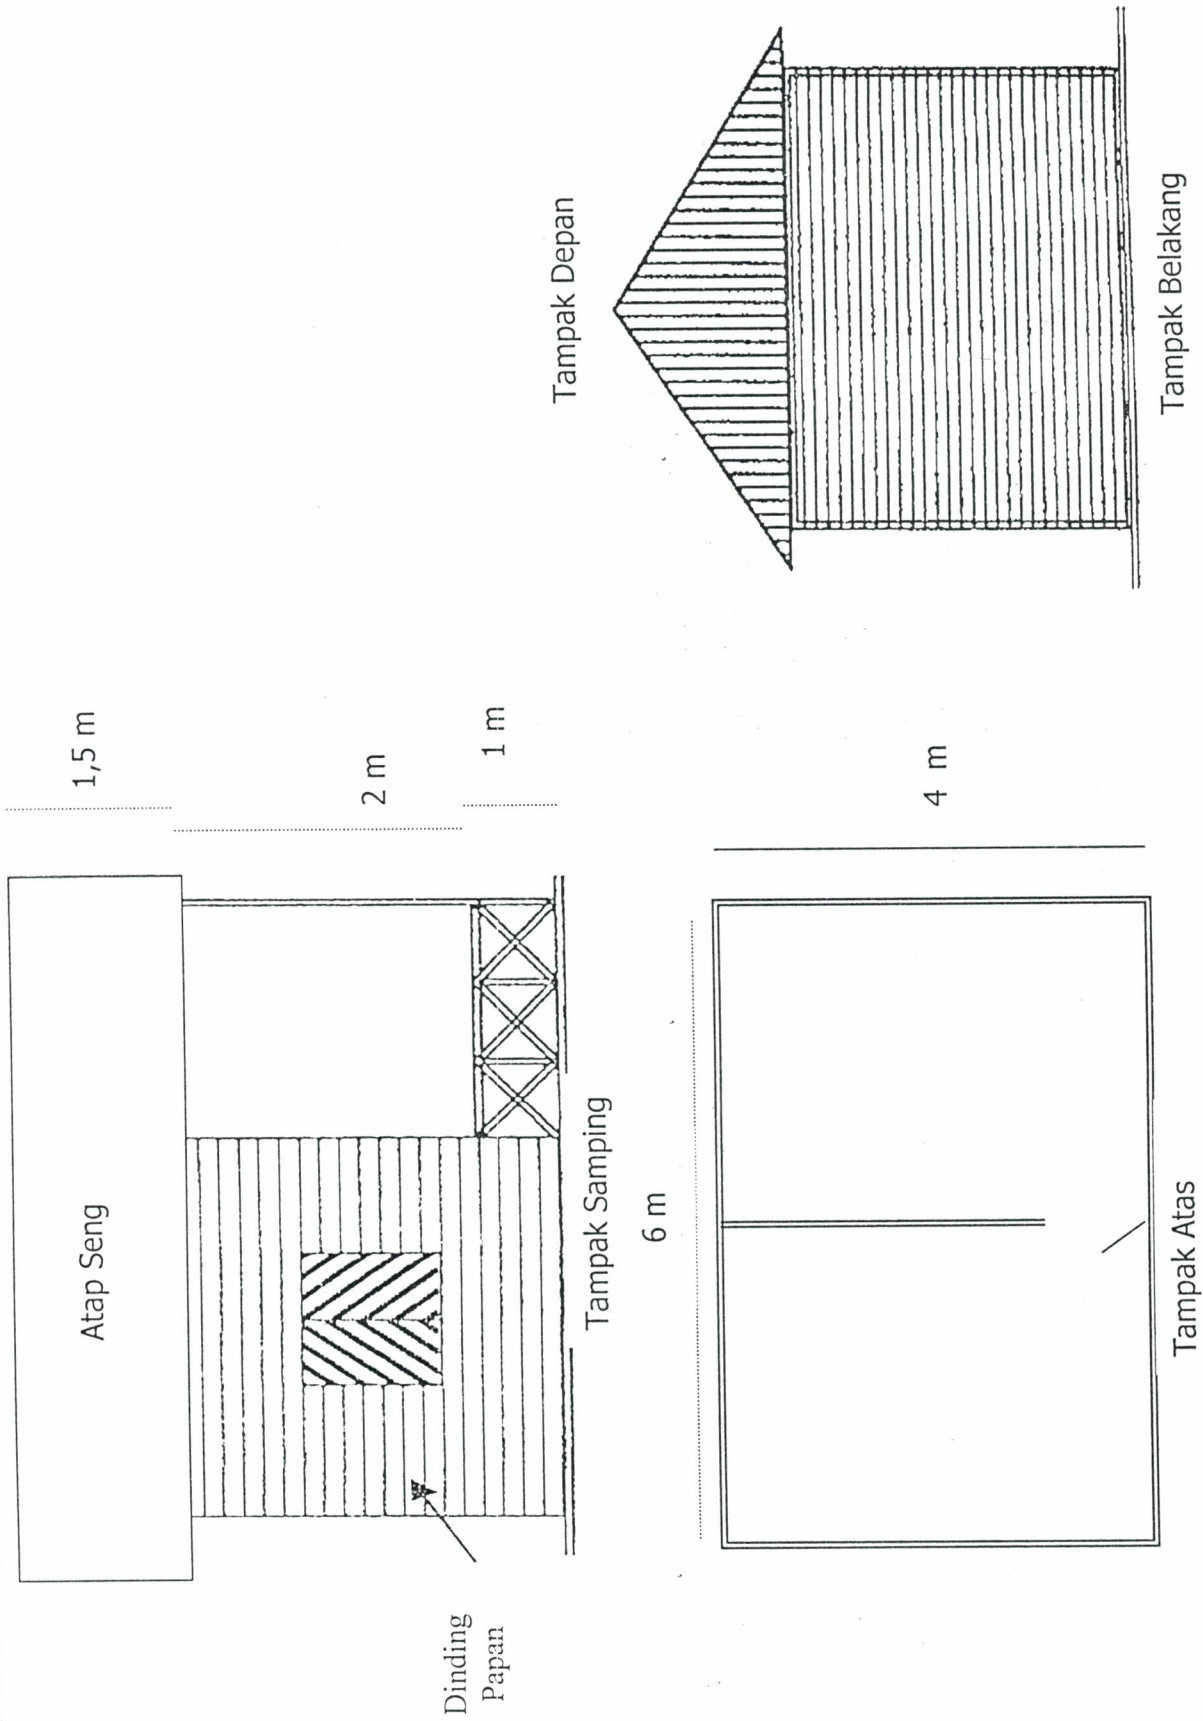 Atap Seng
1,5 m
2 m
1 m
Dinding
Papan
Tampak Samping
Tampak Depan
6 m
4 m
Tampak Atas
Tampak Belakang